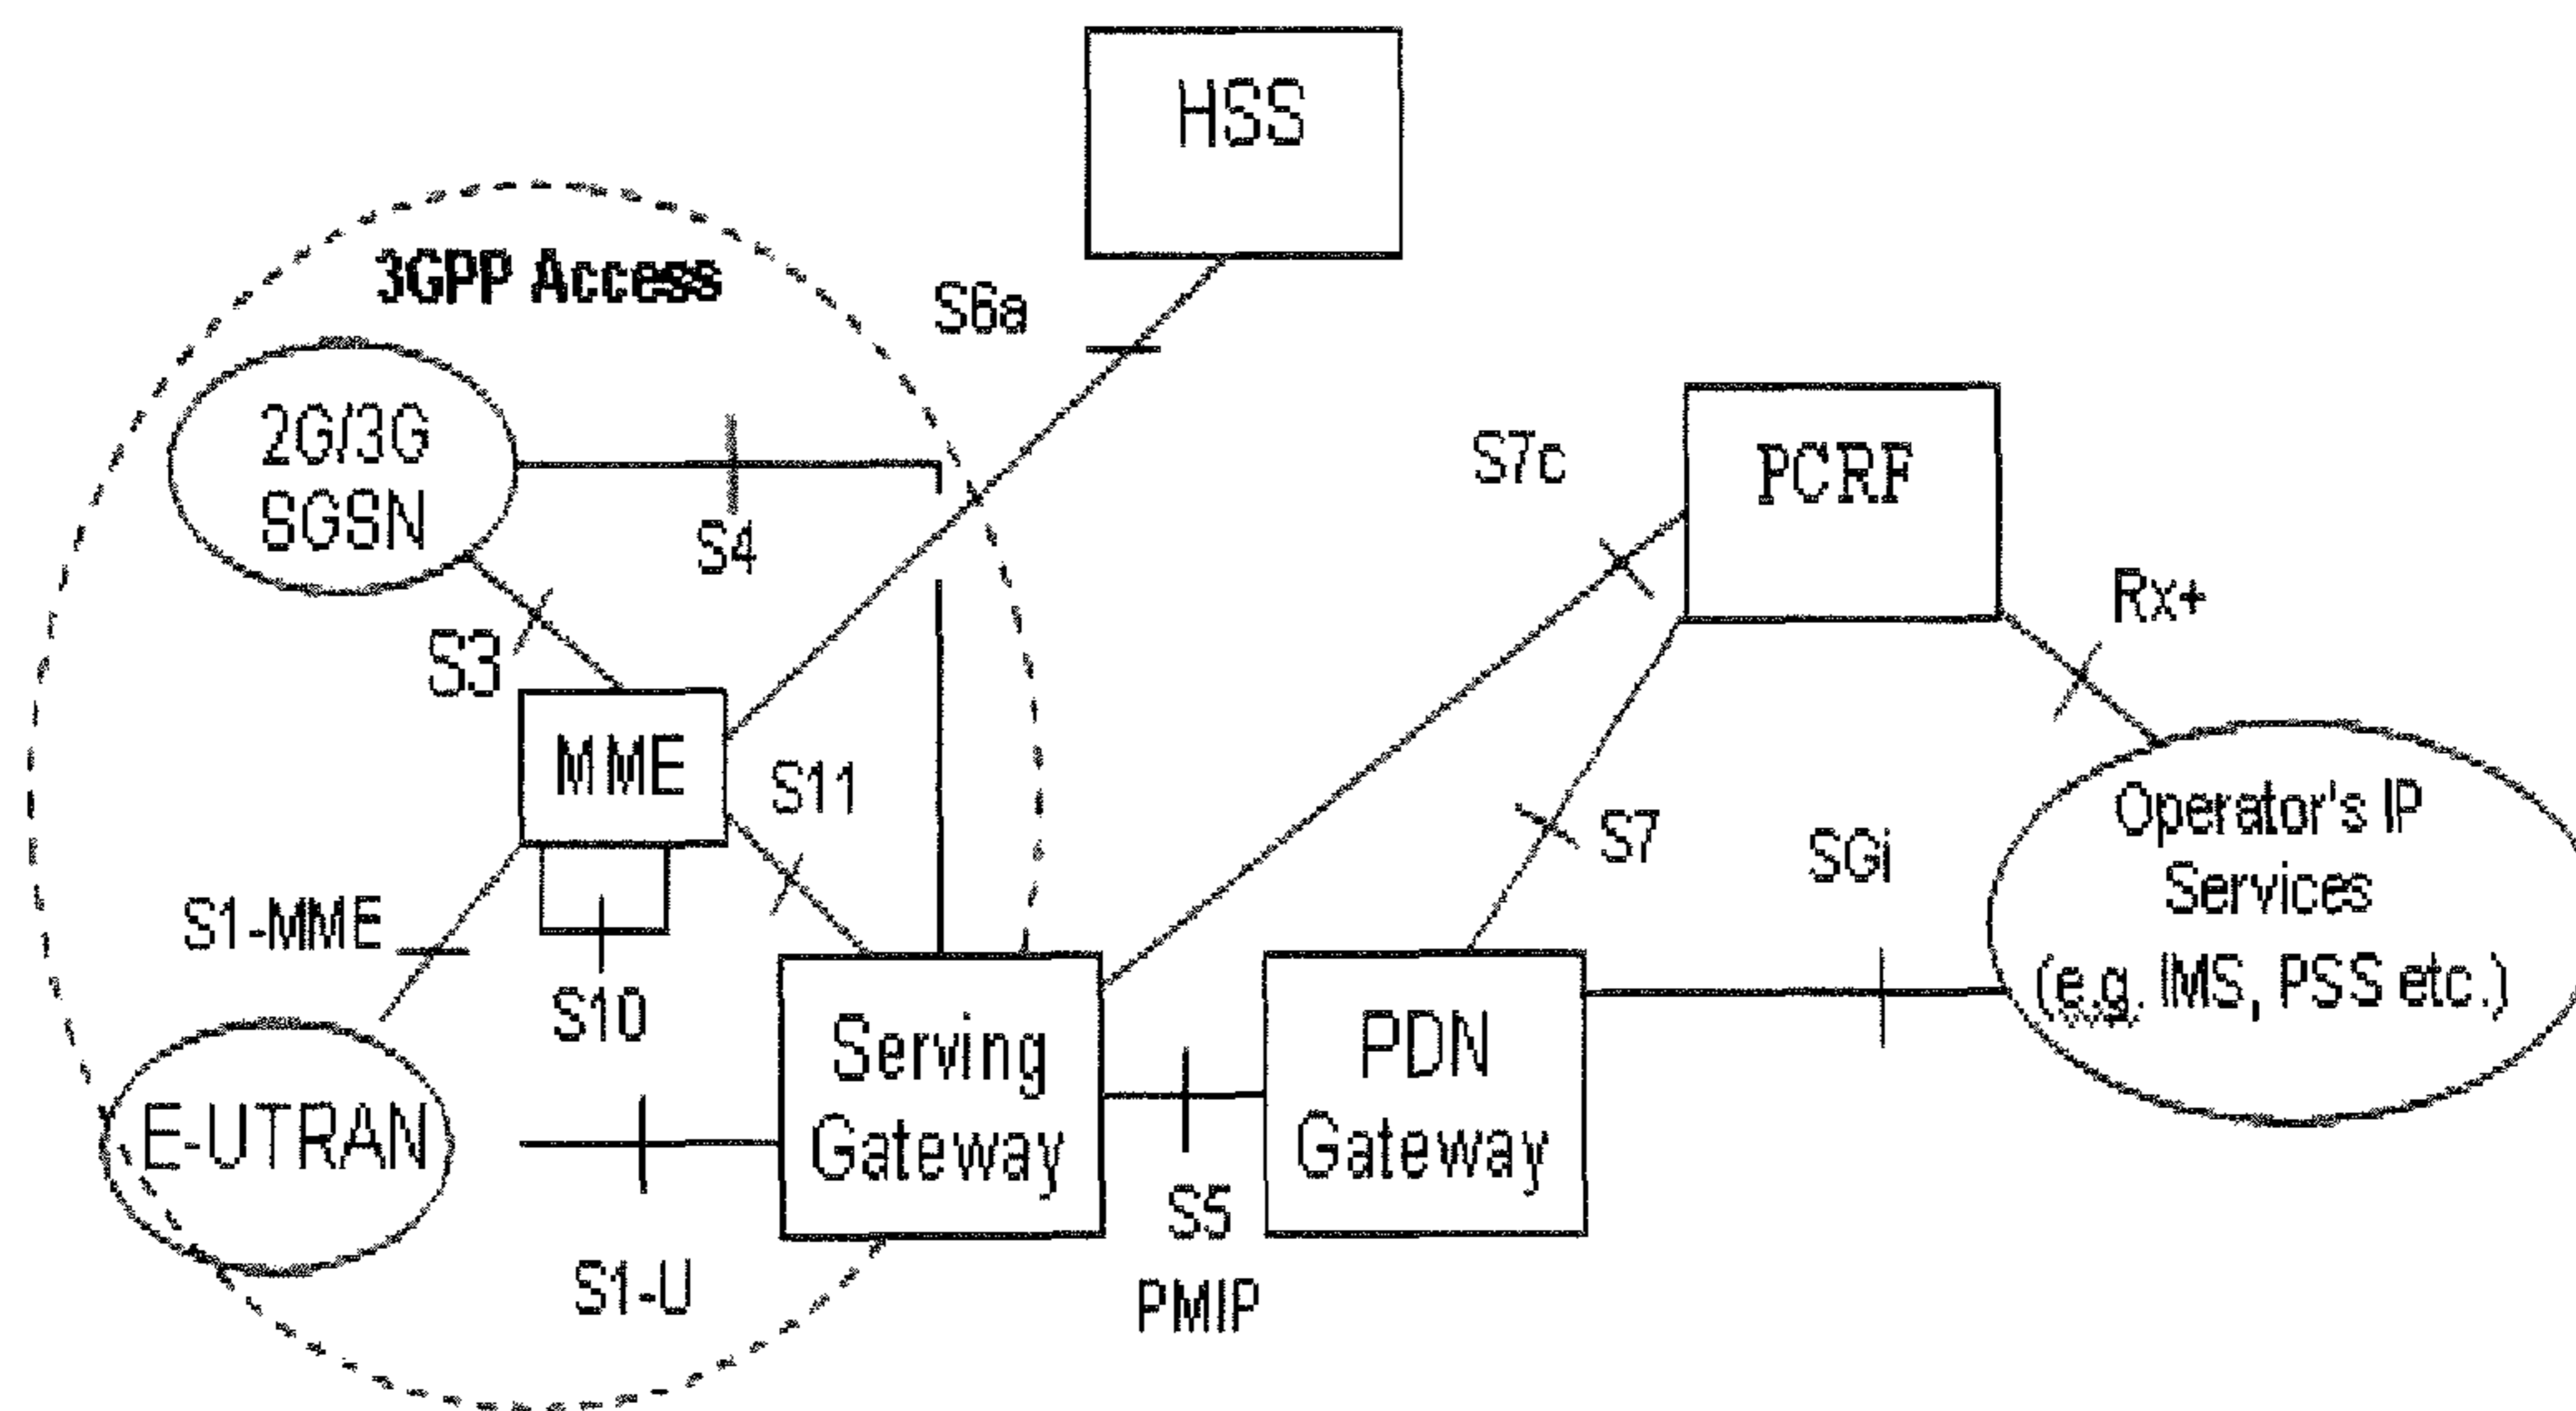 HSS
3GPP Access
S6a
2G/3G
SGSN
S4
S7c
PCRF
Rx+
S3
MME
S11
S7
SGi
Operator's IP
Services
(e.g. IMS, PSS etc.)
S1-MME
S10
Serving
Gateway
PDN
Gateway
E-UTRAN
S1-U
S5
PMIP